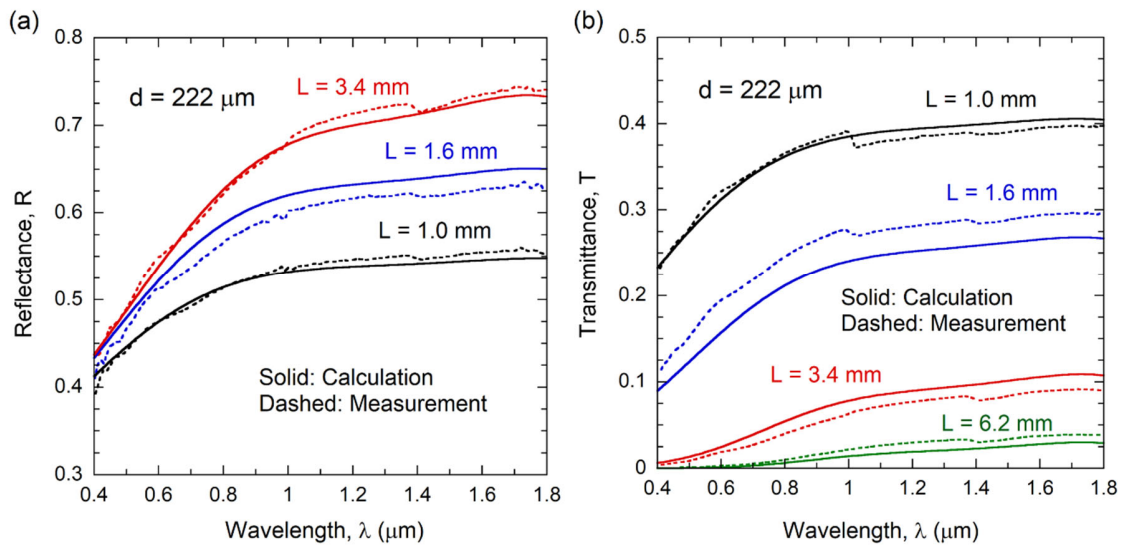 (a)
0.8
0.7
0.6
0.5
0.4
0.3
Reflectance, R
d = 222 μm
L = 3.4 mm
L = 1.6 mm
L = 1.0 mm
Solid: Calculation
Dashed: Measurement
0.4 0.6 0.8 1 1.2 1.4 1.6 1.8
Wavelength, λ (μm)
(b)
0.5
0.4
0.3
0.2
0.1
0
Transmittance, T
d = 222 μm
L = 1.0 mm
L = 1.6 mm
Solid: Calculation
Dashed: Measurement
L = 3.4 mm
L = 6.2 mm
0.4 0.6 0.8 1 1.2 1.4 1.6 1.8
Wavelength, λ (μm)